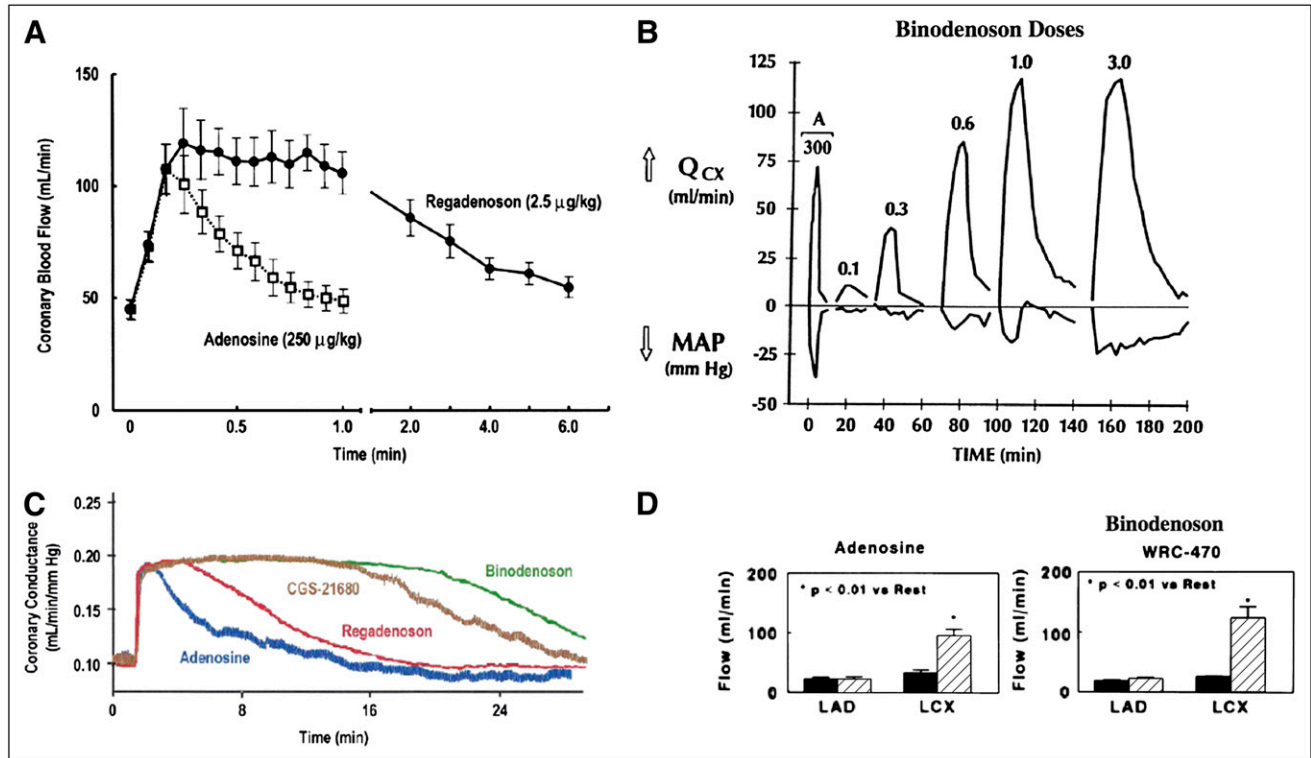 A
Coronary Blood Flow (mL/min)
150
100
50
0
Regadenoson (2.5 µg/kg)
Adenosine (250 µg/kg)
0 0.5 1.0 2.0 4.0 6.0
Time (min)
B
Binodenoson Doses
125
100
75
50
25
0
-25
-50
Q CX
(ml/min)
MAP
(mm Hg)
A
300
0.1
0.3
0.6
1.0
3.0
0 20 40 60 80 100 120 140 160 180 200
TIME (min)
C
Coronary Conductance
(mL/min/mm Hg)
0.25
0.20
0.15
0.10
Binodenoson
CGS-21680
Regadenoson
Adenosine
0 8 16 24
Time (min)
D
Adenosine
Flow (ml/min)
200
100
0
* p < 0.01 vs Rest
*
LAD LCX
Binodenoson
WRC-470
Flow (ml/min)
200
100
0
* p < 0.01 vs Rest
*
LAD LCX